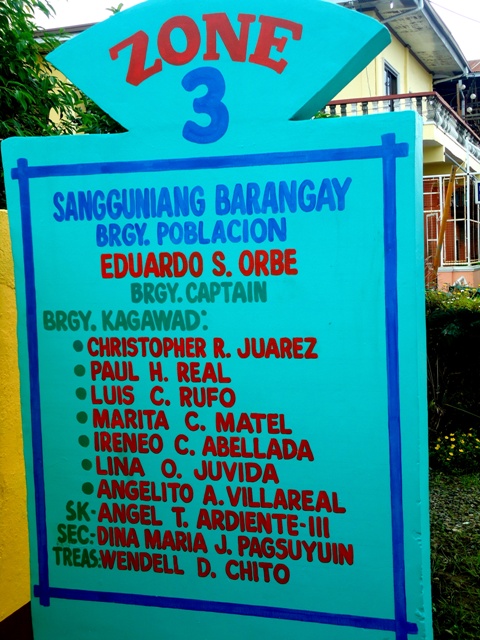 ZONE
3
SANGGUNIANG BARANGAY
BRGY. POBLACION
EDUARDO S. ORBE
BRGY. CAPTAIN
BRGY. KAGAWAD:
• CHRISTOPHER R. JUAREZ
• PAUL H. REAL
• LUIS C. RUFO
• MARITA C. MATEL
• IRENEO C. ABELLADA
• LINA O. JUVIDA
• ANGELITO A. VILLAREAL
SK- ANGEL T. ARDIENTE-III
SEC:- DINA MARIA J. PAGSUYUIN
TREAS: WENDELL D. CHITO